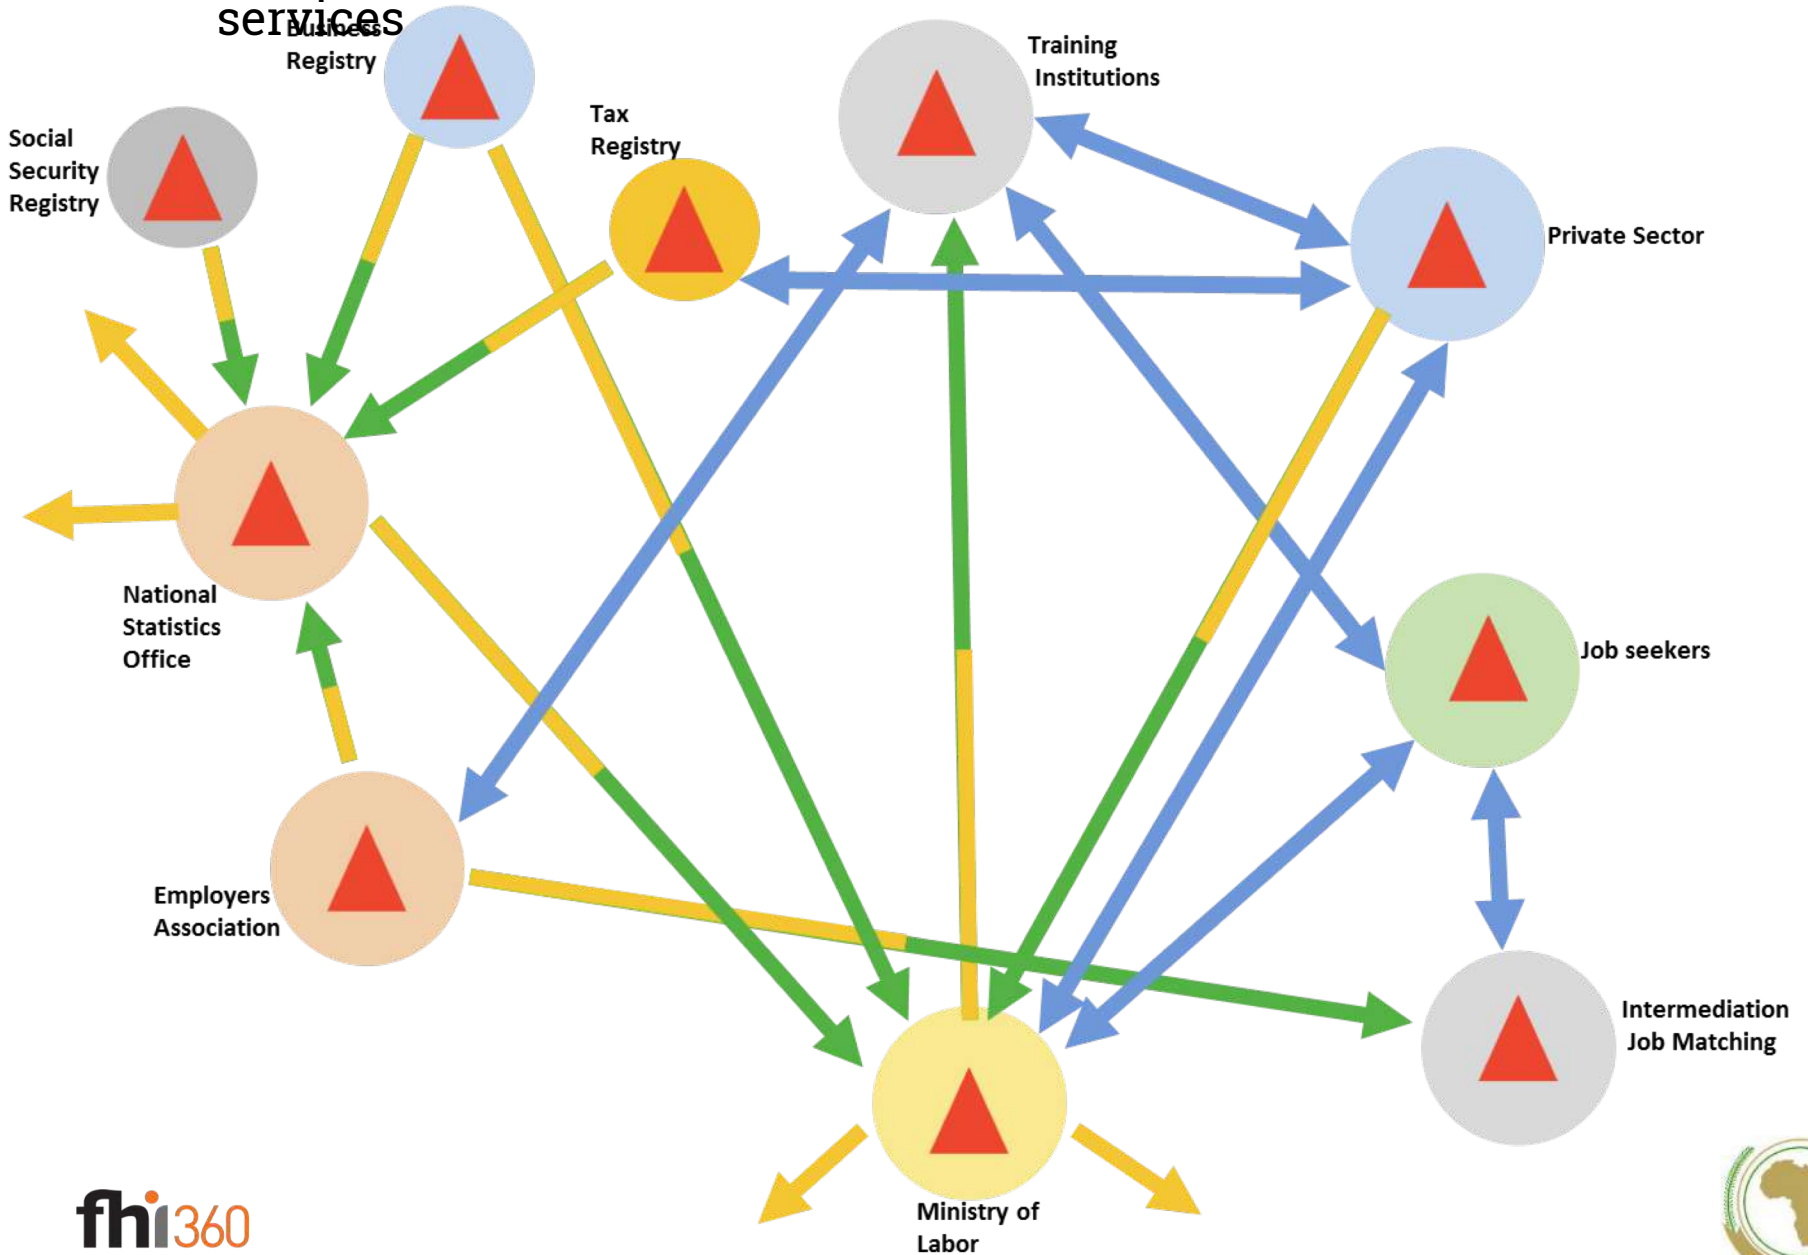 services
Business
Registry
Training
Institutions
Tax
Registry
Social
Security
Registry
Private Sector
National
Statistics
Office
Job seekers
Employers
Association
Intermediation
Job Matching
Ministry of
Labor
fhi360